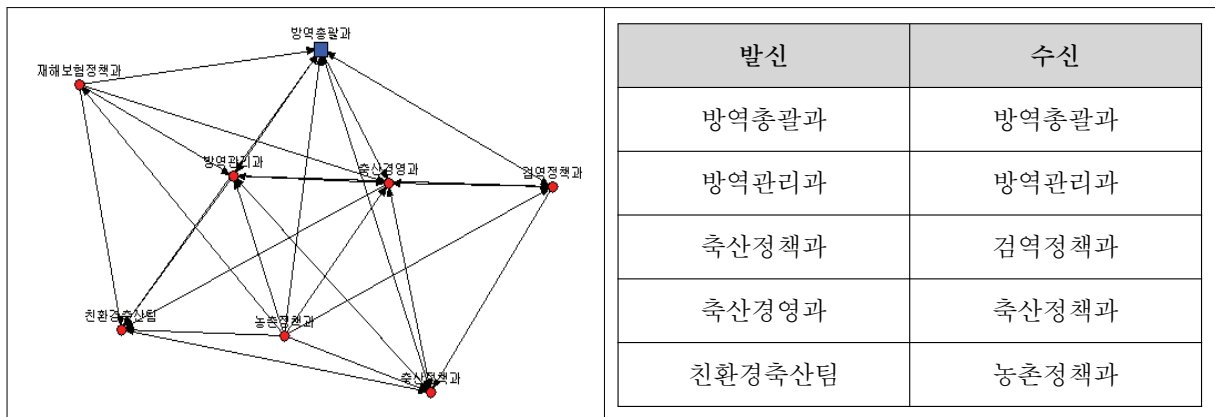 방역총괄과
재해보험정책과
방영관리과
축산경영과
검영정책과
친환경축산팀
농촌정책과
축산정책과
발신 수신
방역총괄과 방역총괄과
방역관리과 방역관리과
축산정책과 검역정책과
축산경영과 축산정책과
친환경축산팀 농촌정책과